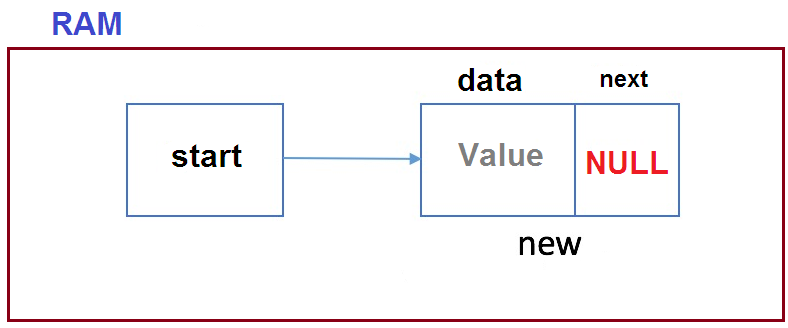 RAM
data next
start
Value
NULL
new